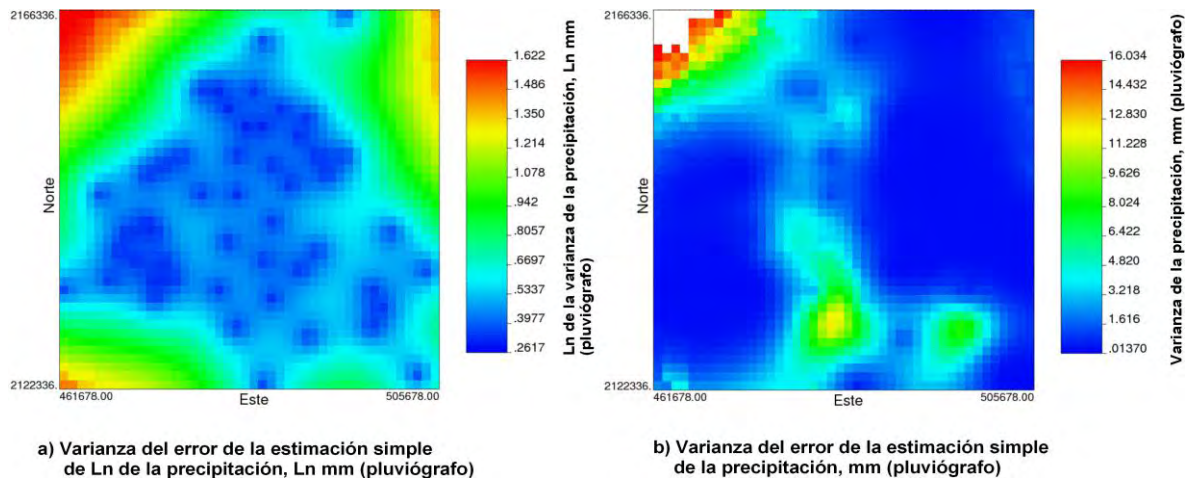 2166336.
Norte
2122336.
461678.00
Este
505678.00
1.622
1.486
1.350
1.214
1.078
.942
.8060
.6697
.5337
.3977
.2617
Ln de la varianza de la precipitación, Ln mm
(pluviógrafo)
a) Varianza del error de la estimación simple
de Ln de la precipitación, Ln mm (pluviógrafo)
2166336.
Norte
2122336.
461678.00
Este
505678.00
16.034
14.432
12.830
11.228
9.626
8.024
6.422
4.820
3.218
1.616
.01370
Varianza de la precipitación, mm (pluviógrafo)
b) Varianza del error de la estimación simple
de la precipitación, mm (pluviógrafo)